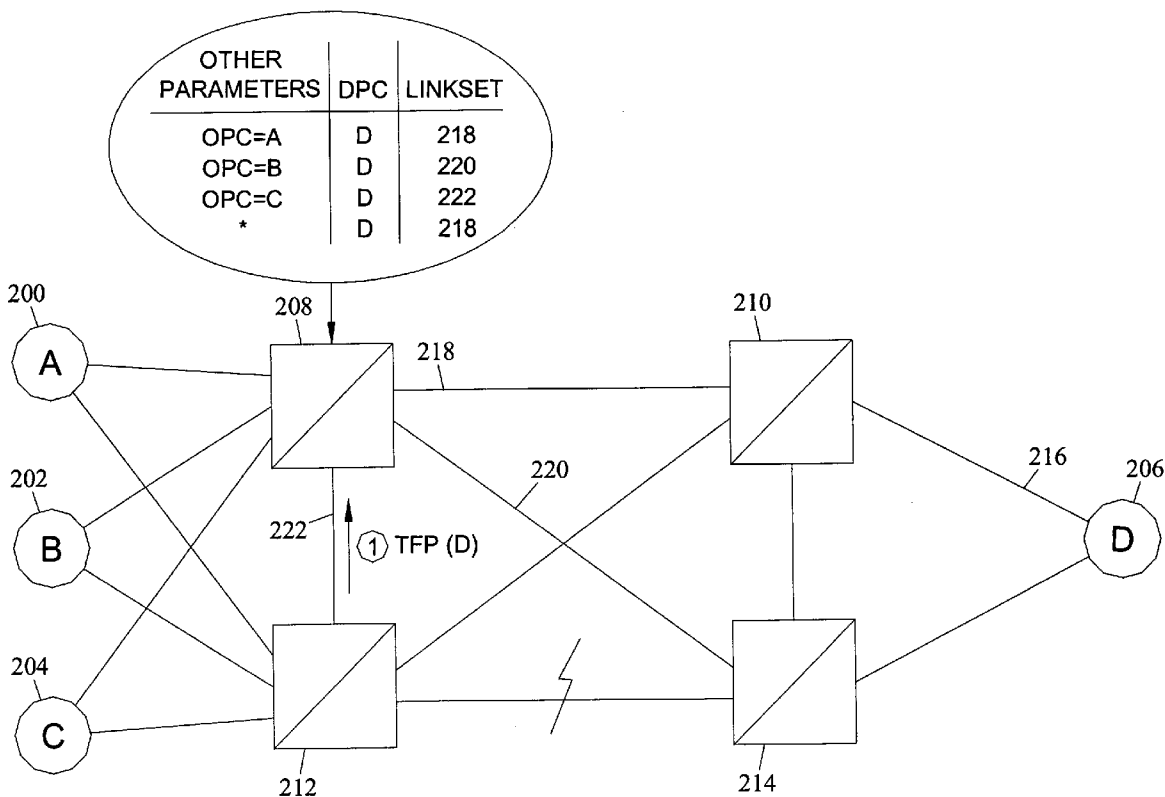 OTHER
PARAMETERS DPC LINKSET
OPC=A D 218
OPC=B D 220
OPC=C D 222
* D 218
200 208 210
A 218
202 220 216 206
B 222 1 TFP (D) D
204
C
212 214